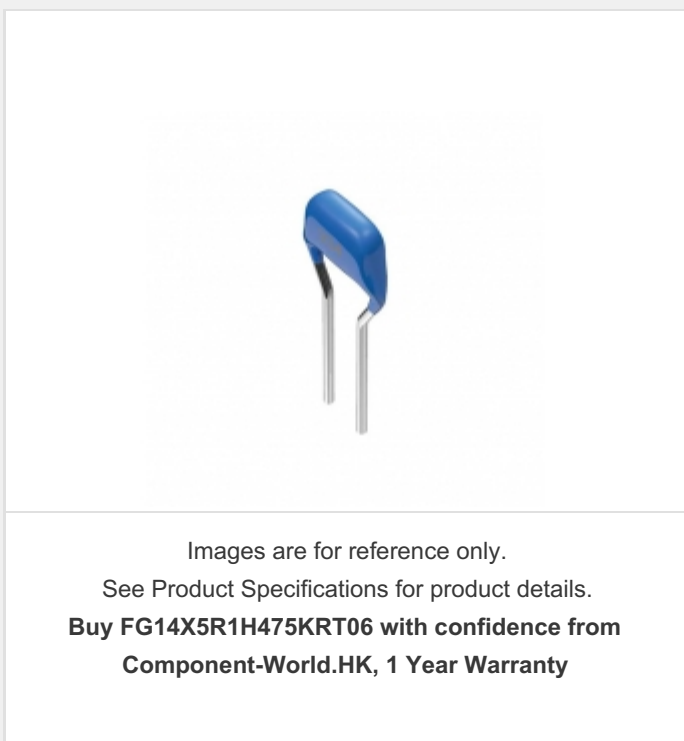 Images are for reference only.
See Product Specifications for product details.
Buy FG14X5R1H475KRT06 with confidence from
Component-World.HK, 1 Year Warranty